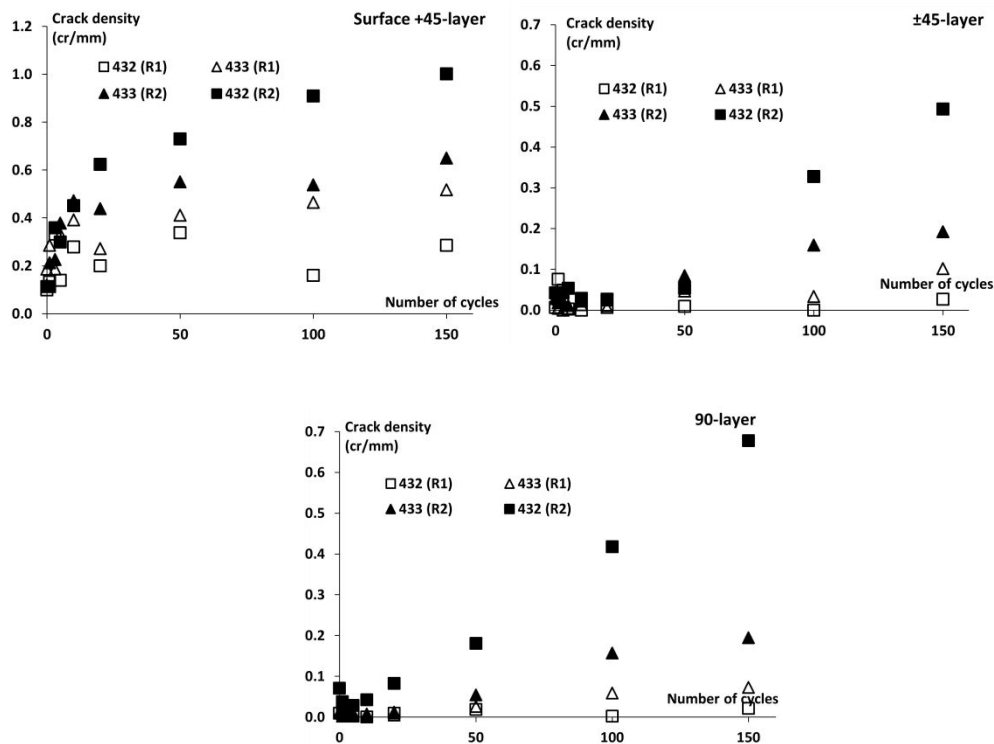 Crack density
(cr/mm)
Surface +45-layer
432 (R1)
433 (R1)
433 (R2)
432 (R2)
1.2
1.0
0.8
0.6
0.4
0.2
0.0
Number of cycles
0
50
100
150
Crack density
(cr/mm)
±45-layer
432 (R1)
433 (R1)
433 (R2)
432 (R2)
0.7
0.6
0.5
0.4
0.3
0.2
0.1
0.0
Number of cycles
0
50
100
150
Crack density
(cr/mm)
90-layer
432 (R1)
433 (R1)
433 (R2)
432 (R2)
0.7
0.6
0.5
0.4
0.3
0.2
0.1
0.0
Number of cycles
0
50
100
150